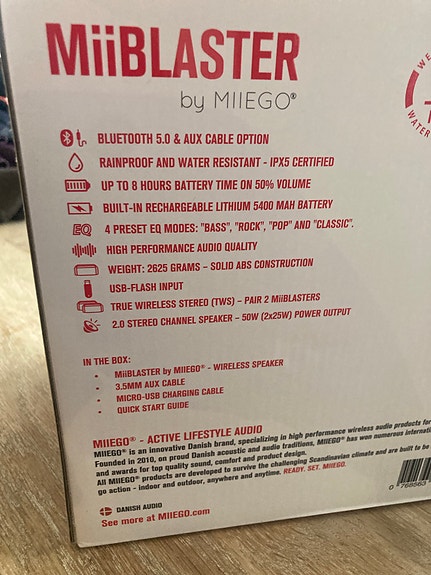 MiiBLASTER
by MIIEGO®
BLUETOOTH 5.0 & AUX CABLE OPTION
RAINPROOF AND WATER RESISTANT - IPX5 CERTIFIED
UP TO 8 HOURS BATTERY TIME ON 50% VOLUME
BUILT-IN RECHARGEABLE LITHIUM 5400 MAH BATTERY
EQ 4 PRESET EQ MODES: "BASS", "ROCK", "POP" AND "CLASSIC".
HIGH PERFORMANCE AUDIO QUALITY
WEIGHT: 2625 GRAMS – SOLID ABS CONSTRUCTION
USB-FLASH INPUT
TRUE WIRELESS STEREO (TWS) – PAIR 2 MiiBLASTERS
2.0 STEREO CHANNEL SPEAKER – 50W (2x25W) POWER OUTPUT
IN THE BOX:
• MiiBLASTER by MIIEGO® - WIRELESS SPEAKER
• 3.5MM AUX CABLE
• MICRO-USB CHARGING CABLE
• QUICK START GUIDE
MIIEGO® - ACTIVE LIFESTYLE AUDIO
MIIEGO® is an innovative Danish brand, specializing in high performance wireless audio products for
Founded in 2010, on proud Danish acoustic and audio traditions, MIIEGO® has won numerous
and awards for top quality sound, comfort and product design.
All MIIEGO® products are developed to survive the challenging Scandinavian climate and are built to be
go action - indoor and outdoor, anywhere and anytime. READY. SET. MIIEGO.
DANISH AUDIO
See more at MIIEGO.com
0 768563